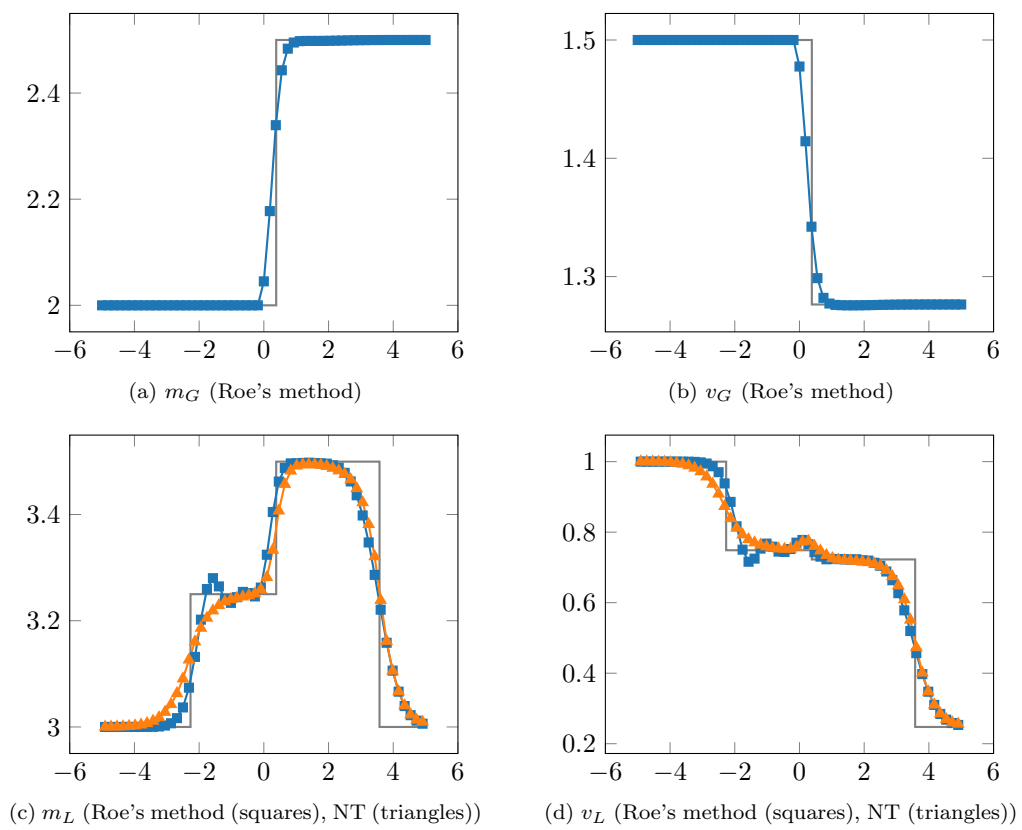 2.4
2.2
2
−6 −4 −2 0 2 4 6
(a) m_G (Roe's method)
1.5
1.4
1.3
−6 −4 −2 0 2 4 6
(b) v_G (Roe's method)
3.4
3.2
3
−6 −4 −2 0 2 4 6
(c) m_L (Roe's method (squares), NT (triangles))
1
0.8
0.6
0.4
0.2
−6 −4 −2 0 2 4 6
(d) v_L (Roe's method (squares), NT (triangles))